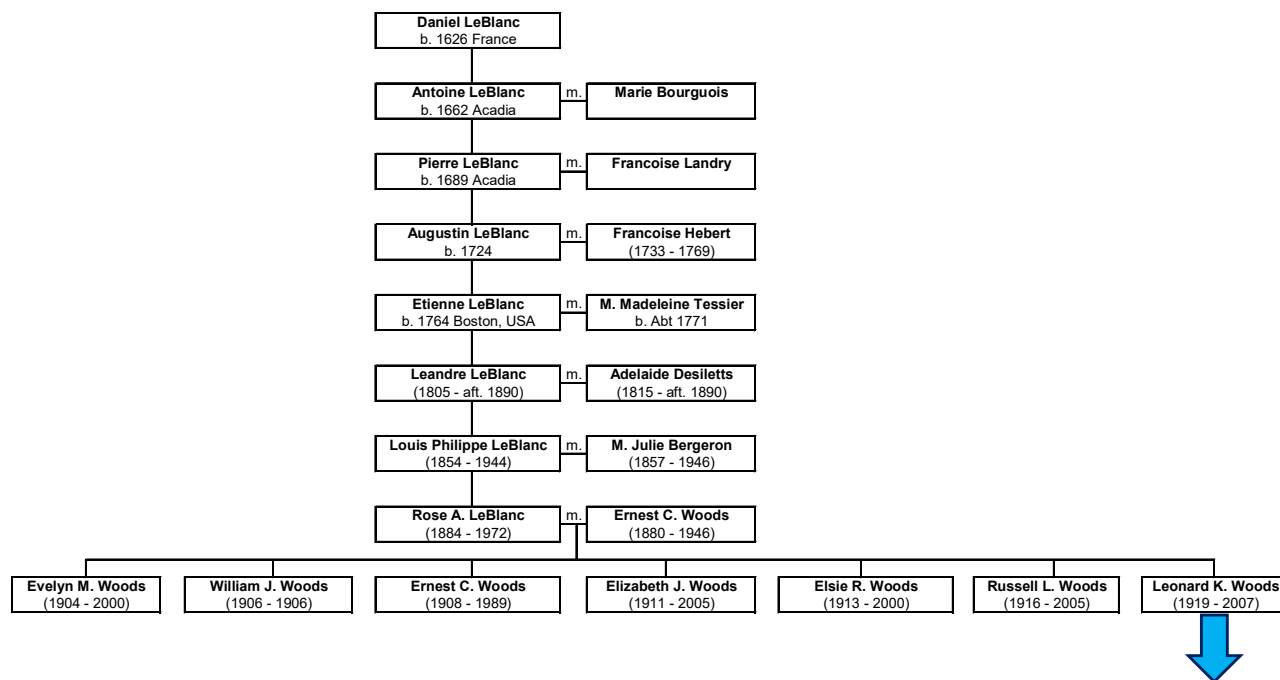 Daniel LeBlanc
b. 1626 France
Antoine LeBlanc
b. 1662 Acadia
m.
Marie Bourguois
Pierre LeBlanc
b. 1689 Acadia
m.
Francoise Landry
Augustin LeBlanc
b. 1724
m.
Francoise Hebert
(1733 - 1769)
Etienne LeBlanc
b. 1764 Boston, USA
m.
M. Madeleine Tessier
b. Abt 1771
Leandre LeBlanc
(1805 - aft. 1890)
m.
Adelaide Desiletts
(1815 - aft. 1890)
Louis Philippe LeBlanc
(1854 - 1944)
m.
M. Julie Bergeron
(1857 - 1946)
Rose A. LeBlanc
(1884 - 1972)
m.
Ernest C. Woods
(1880 - 1946)
Evelyn M. Woods
(1904 - 2000)
William J. Woods
(1906 - 1906)
Ernest C. Woods
(1908 - 1989)
Elizabeth J. Woods
(1911 - 2005)
Elsie R. Woods
(1913 - 2000)
Russell L. Woods
(1916 - 2005)
Leonard K. Woods
(1919 - 2007)